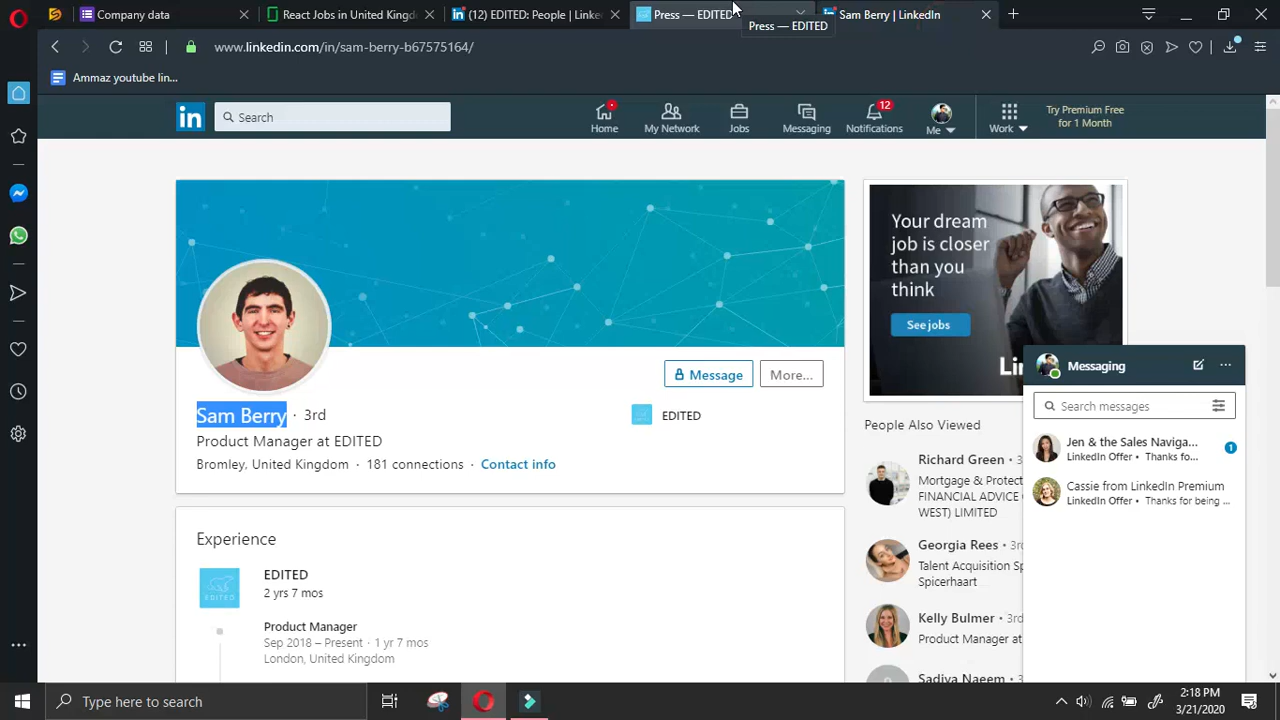 Company data
React Jobs in United Kingd
(12) EDITED: People | Linke
Press — EDITED
Sam Berry | LinkedIn
Press — EDITED
www.linkedin.com/in/sam-berry-b67575164/
Ammaz youtube lin...
in
Search
Home
My Network
Jobs
Messaging
12
Notifications
Me
Work
Try Premium Free
for 1 Month
Your dream
job is closer
than you
think
See jobs
Message
More...
Sam Berry · 3rd
EDITED
Product Manager at EDITED
Bromley, United Kingdom · 181 connections · Contact info
Experience
EDITED
EDITED
2 yrs 7 mos
Product Manager
Sep 2018 – Present · 1 yr 7 mos
London, United Kingdom
People Also Viewed
Richard Green • 3
Mortgage & Protect
FINANCIAL ADVICE
WEST) LIMITED
Georgia Rees • 3rd
Talent Acquisition Sp
Spicerhaart
Kelly Bulmer • 3rd
Product Manager at
Sadiya Naeem • 3rd
Messaging
Search messages
Jen & the Sales Naviga...
LinkedIn Offer • Thanks fo...
1
Cassie from LinkedIn Premium
LinkedIn Offer • Thanks for being ...
Type here to search
2:18 PM
3/21/2020